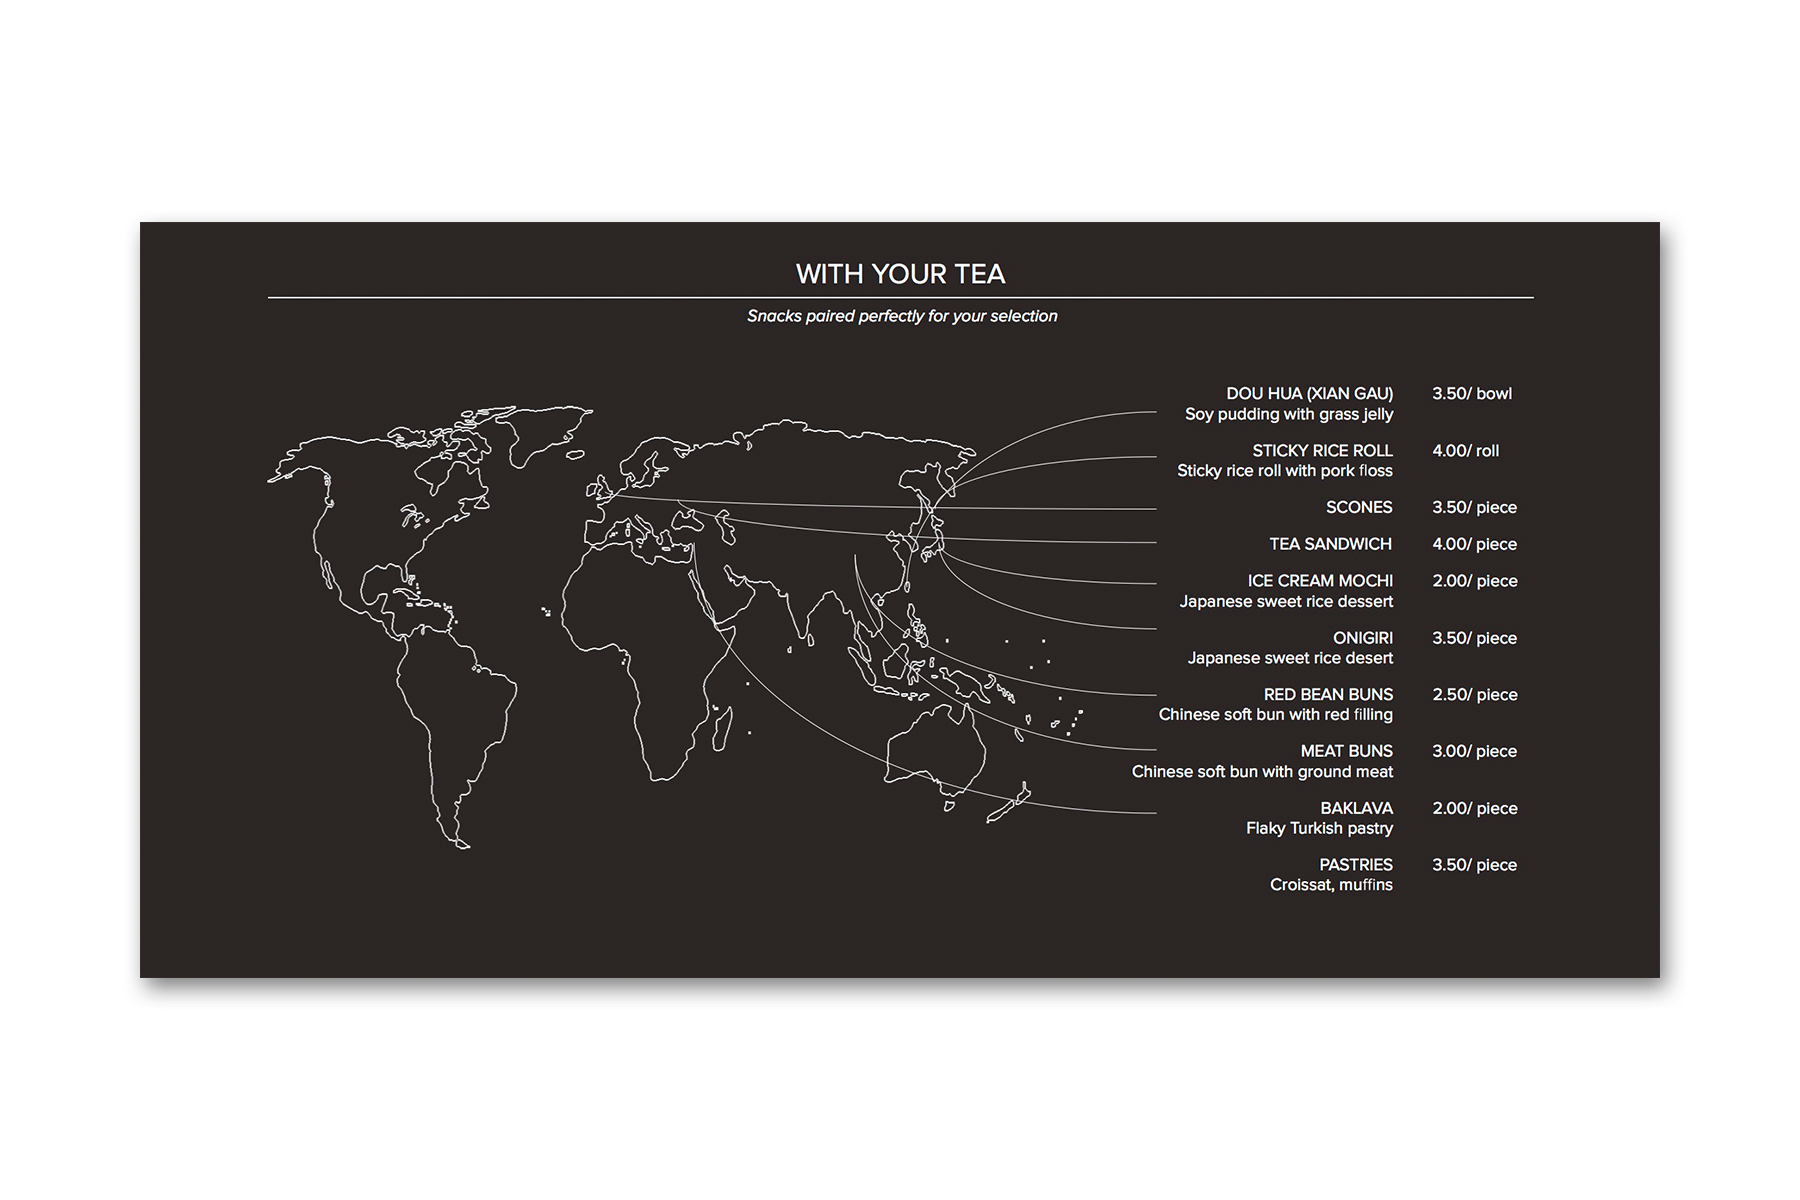 WITH YOUR TEA
Snacks paired perfectly for your selection
DOU HUA (XIAN GAU) 3.50/ bowl
Soy pudding with grass jelly
STICKY RICE ROLL 4.00/ roll
Sticky rice roll with pork floss
SCONES 3.50/ piece
TEA SANDWICH 4.00/ piece
ICE CREAM MOCHI 2.00/ piece
Japanese sweet rice dessert
ONIGIRI 3.50/ piece
Japanese sweet rice desert
RED BEAN BUNS 2.50/ piece
Chinese soft bun with red filling
MEAT BUNS 3.00/ piece
Chinese soft bun with ground meat
BAKLAVA 2.00/ piece
Flaky Turkish pastry
PASTRIES 3.50/ piece
Croissat, muffins